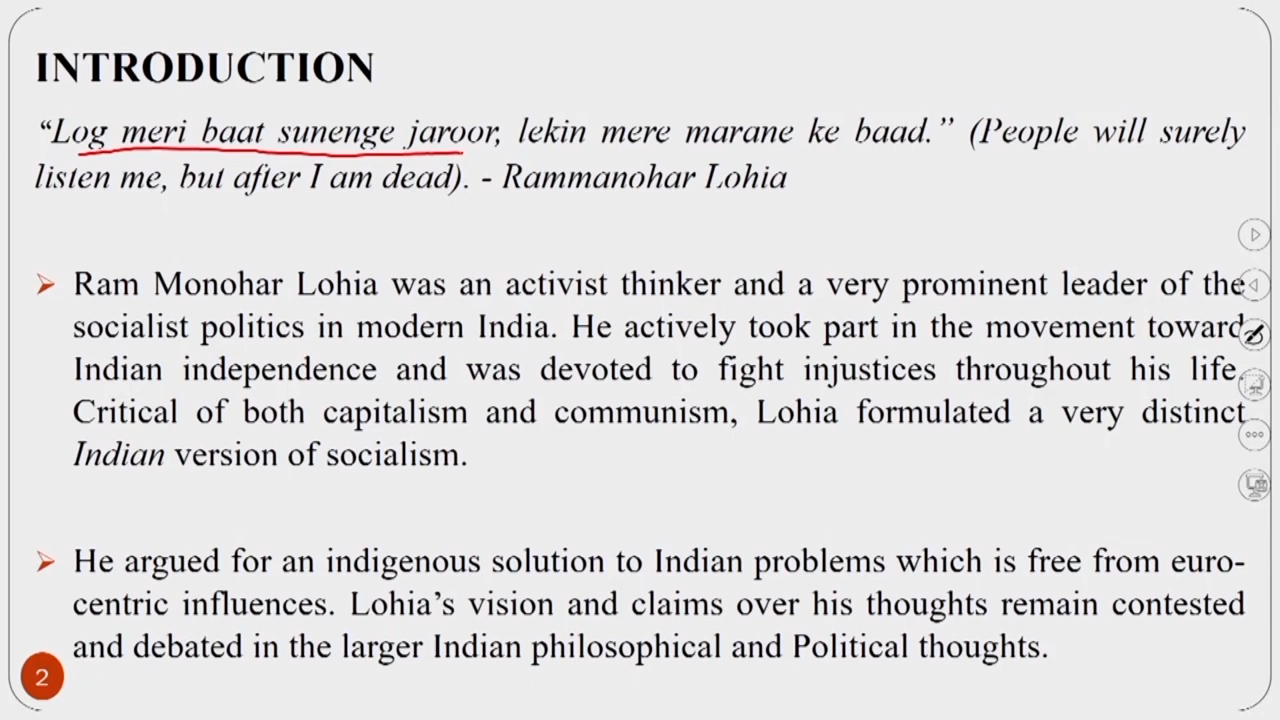 INTRODUCTION
“Log meri baat sunenge jaroor, lekin mere marane ke baad.” (People will surely
listen me, but after I am dead). - Rammanohar Lohia
Ram Monohar Lohia was an activist thinker and a very prominent leader of the
socialist politics in modern India. He actively took part in the movement toward
Indian independence and was devoted to fight injustices throughout his life.
Critical of both capitalism and communism, Lohia formulated a very distinct
Indian version of socialism.
He argued for an indigenous solution to Indian problems which is free from euro-
centric influences. Lohia’s vision and claims over his thoughts remain contested
and debated in the larger Indian philosophical and Political thoughts.
2